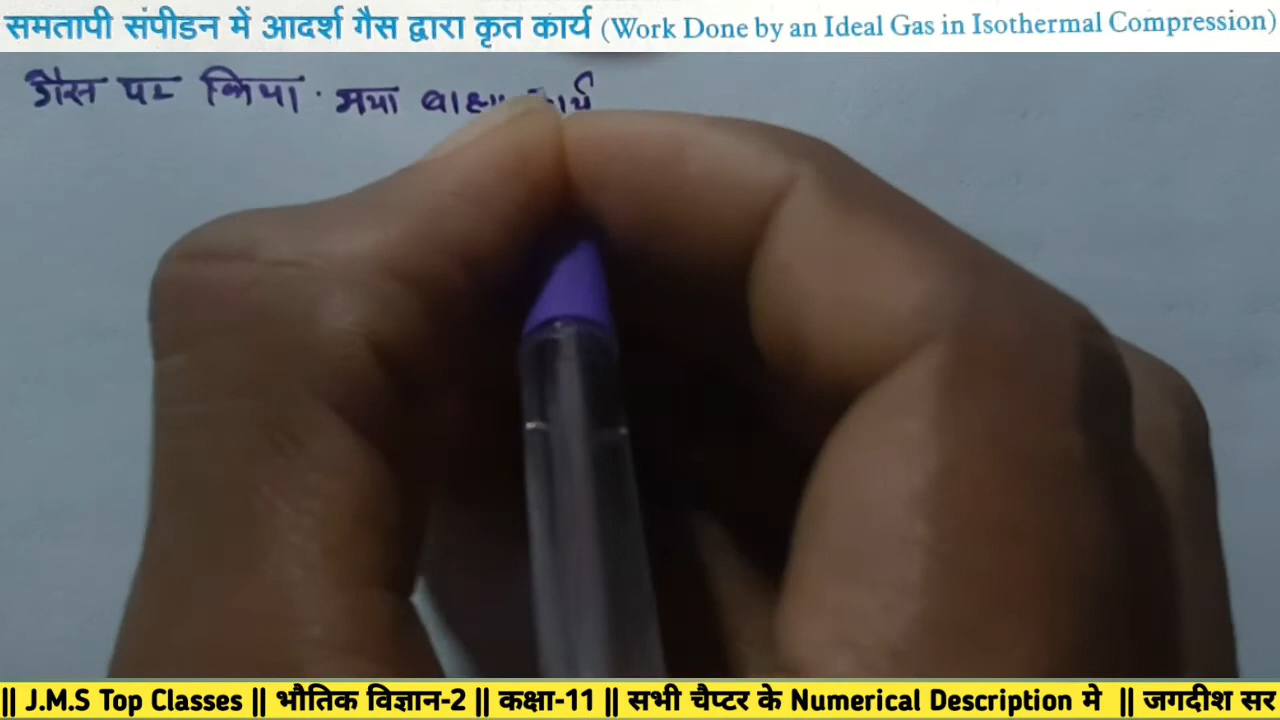 समतापी संपीडन में आदर्श गैस द्वारा कृत कार्य (Work Done by an Ideal Gas in Isothermal Compression)
गैस पर किया गया
|| J.M.S Top Classes || भौतिक विज्ञान-2 || कक्षा-11 || सभी चैप्टर के Numerical Description मे || जगदीश सर